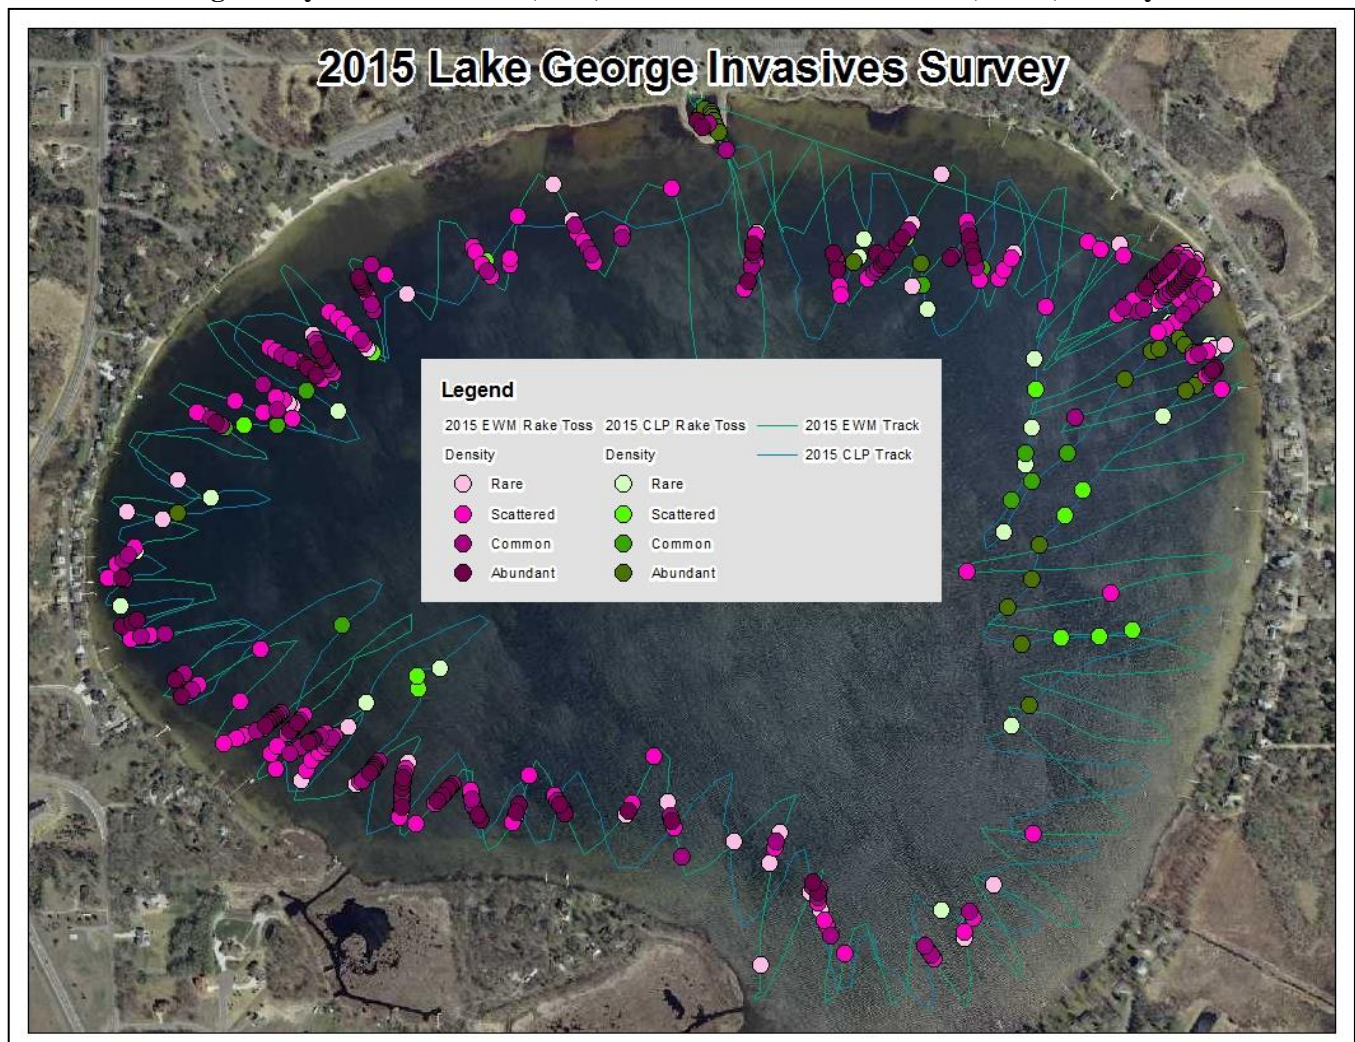 2015 Lake George Invasives Survey
Legend
2015 EWM Rake Toss 2015 CLP Rake Toss 2015 EWM Track
Density Density 2015 CLP Track
Rare Rare
Scattered Scattered
Common Common
Abundant Abundant